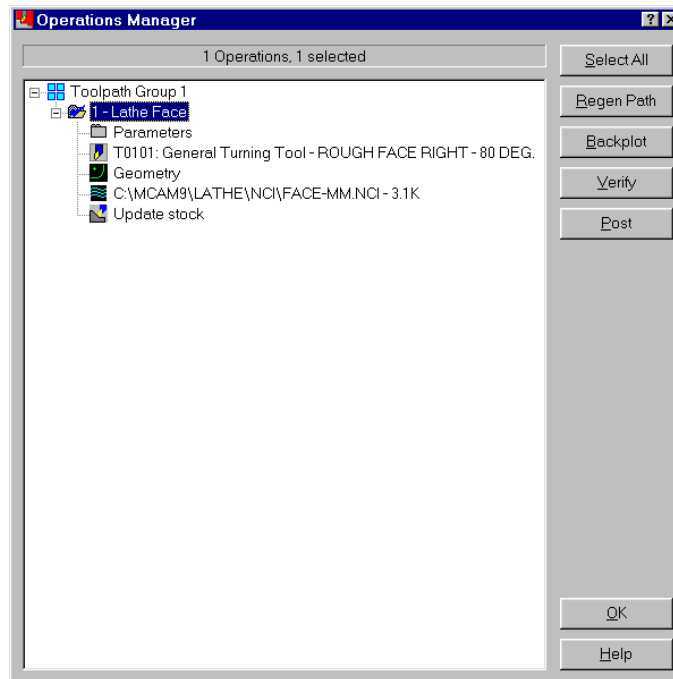 Operations Manager
1 Operations, 1 selected
Select All
Toolpath Group 1
1 - Lathe Face
Regen Path
Parameters
T0101: General Turning Tool - ROUGH FACE RIGHT - 80 DEG.
Backplot
Geometry
C:\MCAM9\LATHE\NCI\FACE-MM.NCI - 3.1K
Verify
Update stock
Post
OK
Help